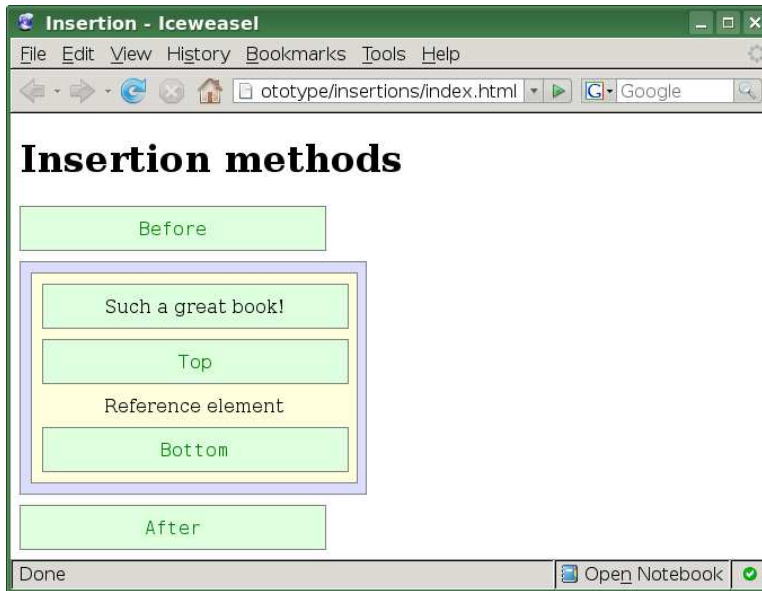 Insertion - Iceweasel
File Edit View History Bookmarks Tools Help
ototype/insertions/index.html G Google
Insertion methods
Before
Such a great book!
Top
Reference element
Bottom
After
Done Open Notebook